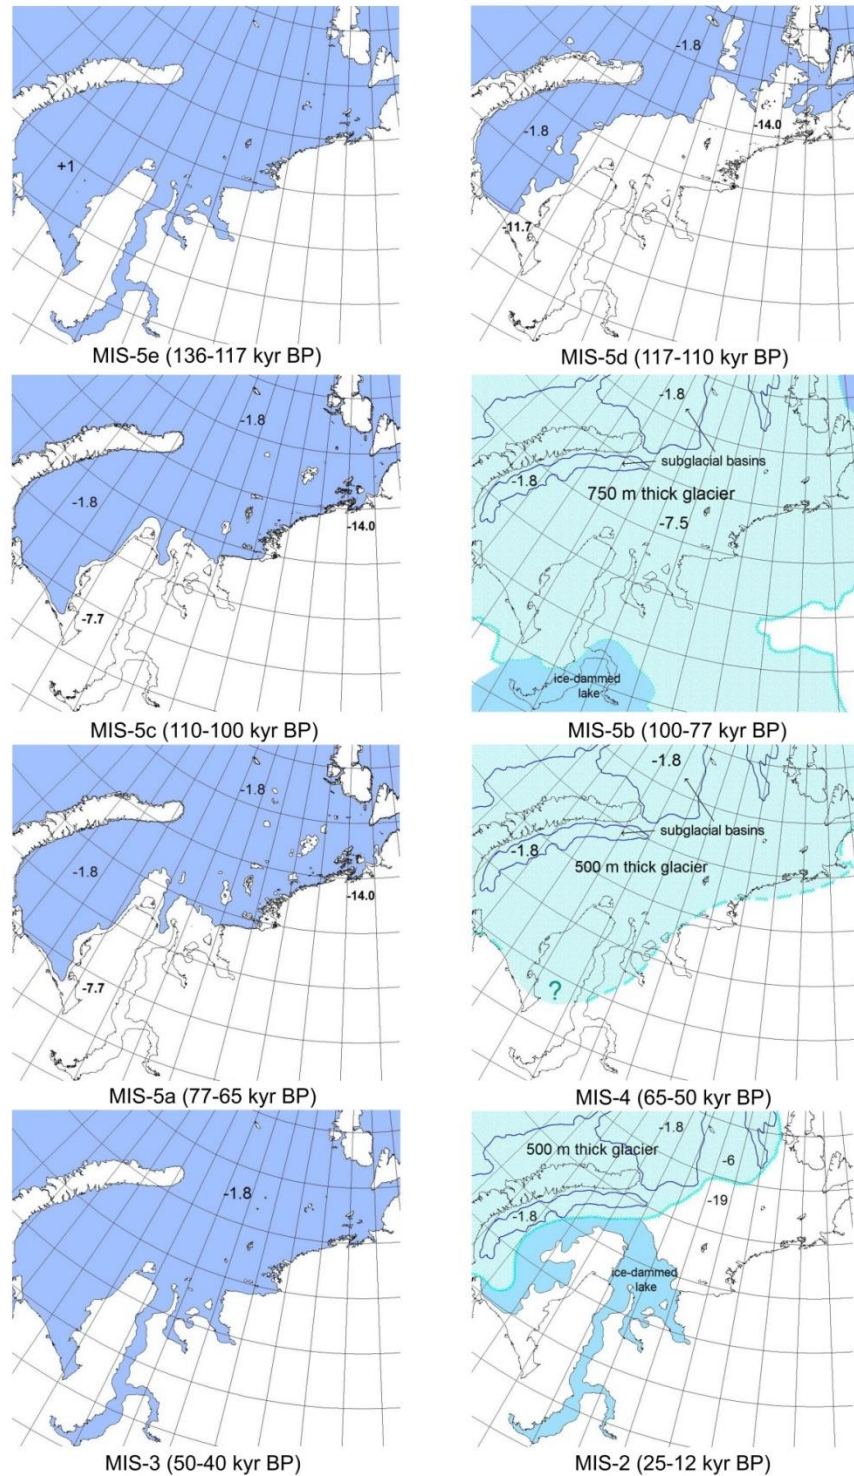 +1
MIS-5e (136-117 kyr BP)
-1.8
-1.8
-14.0
-11.7
MIS-5d (117-110 kyr BP)
-1.8
-1.8
-14.0
-7.7
MIS-5c (110-100 kyr BP)
-1.8
subglacial basins
-1.8
750 m thick glacier
-7.5
ice-dammed
lake
MIS-5b (100-77 kyr BP)
-1.8
-1.8
-14.0
-7.7
MIS-5a (77-65 kyr BP)
-1.8
subglacial basins
-1.8
500 m thick glacier
?
MIS-4 (65-50 kyr BP)
-1.8
MIS-3 (50-40 kyr BP)
-1.8
500 m thick glacier
-6
-19
-1.8
ice-dammed
lake
MIS-2 (25-12 kyr BP)